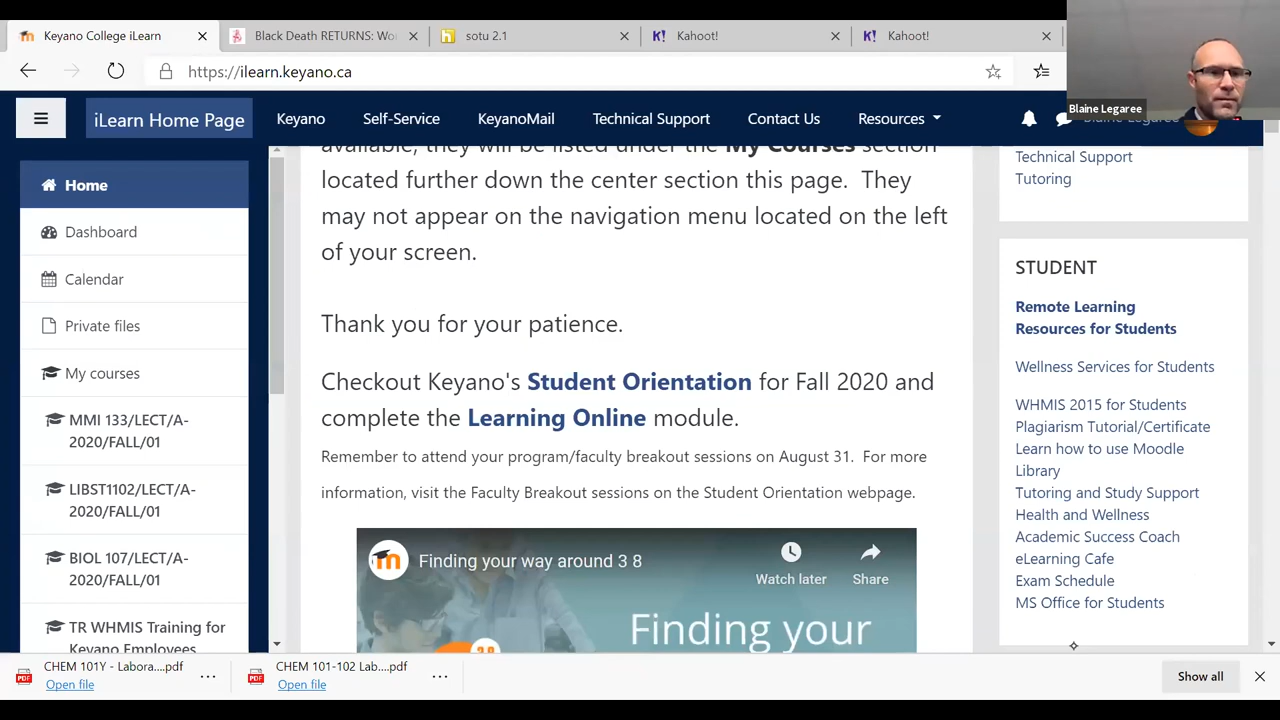 Keyano College iLearn
Black Death RETURNS: Wo
sotu 2.1
Kahoot!
Kahoot!
https://ilearn.keyano.ca
Blaine Legaree
iLearn Home Page
Keyano
Self-Service
KeyanoMail
Technical Support
Contact Us
Resources
Blaine Legaree
Home
Dashboard
Calendar
Private files
My courses
MMI 133/LECT/A-
2020/FALL/01
LIBST1102/LECT/A-
2020/FALL/01
BIOL 107/LECT/A-
2020/FALL/01
TR WHMIS Training for
Keyano Employees
available, they will be listed under the My Courses section
located further down the center section this page. They
may not appear on the navigation menu located on the left
of your screen.
Thank you for your patience.
Checkout Keyano's Student Orientation for Fall 2020 and
complete the Learning Online module.
Remember to attend your program/faculty breakout sessions on August 31. For more
information, visit the Faculty Breakout sessions on the Student Orientation webpage.
Finding your way around 3 8
Watch later
Share
Finding your
3.8
Technical Support
Tutoring
STUDENT
Remote Learning
Resources for Students
Wellness Services for Students
WHMIS 2015 for Students
Plagiarism Tutorial/Certificate
Learn how to use Moodle
Library
Tutoring and Study Support
Health and Wellness
Academic Success Coach
eLearning Cafe
Exam Schedule
MS Office for Students
PDF
CHEM 101Y - Labora....pdf
Open file
PDF
CHEM 101-102 Lab....pdf
Open file
Show all